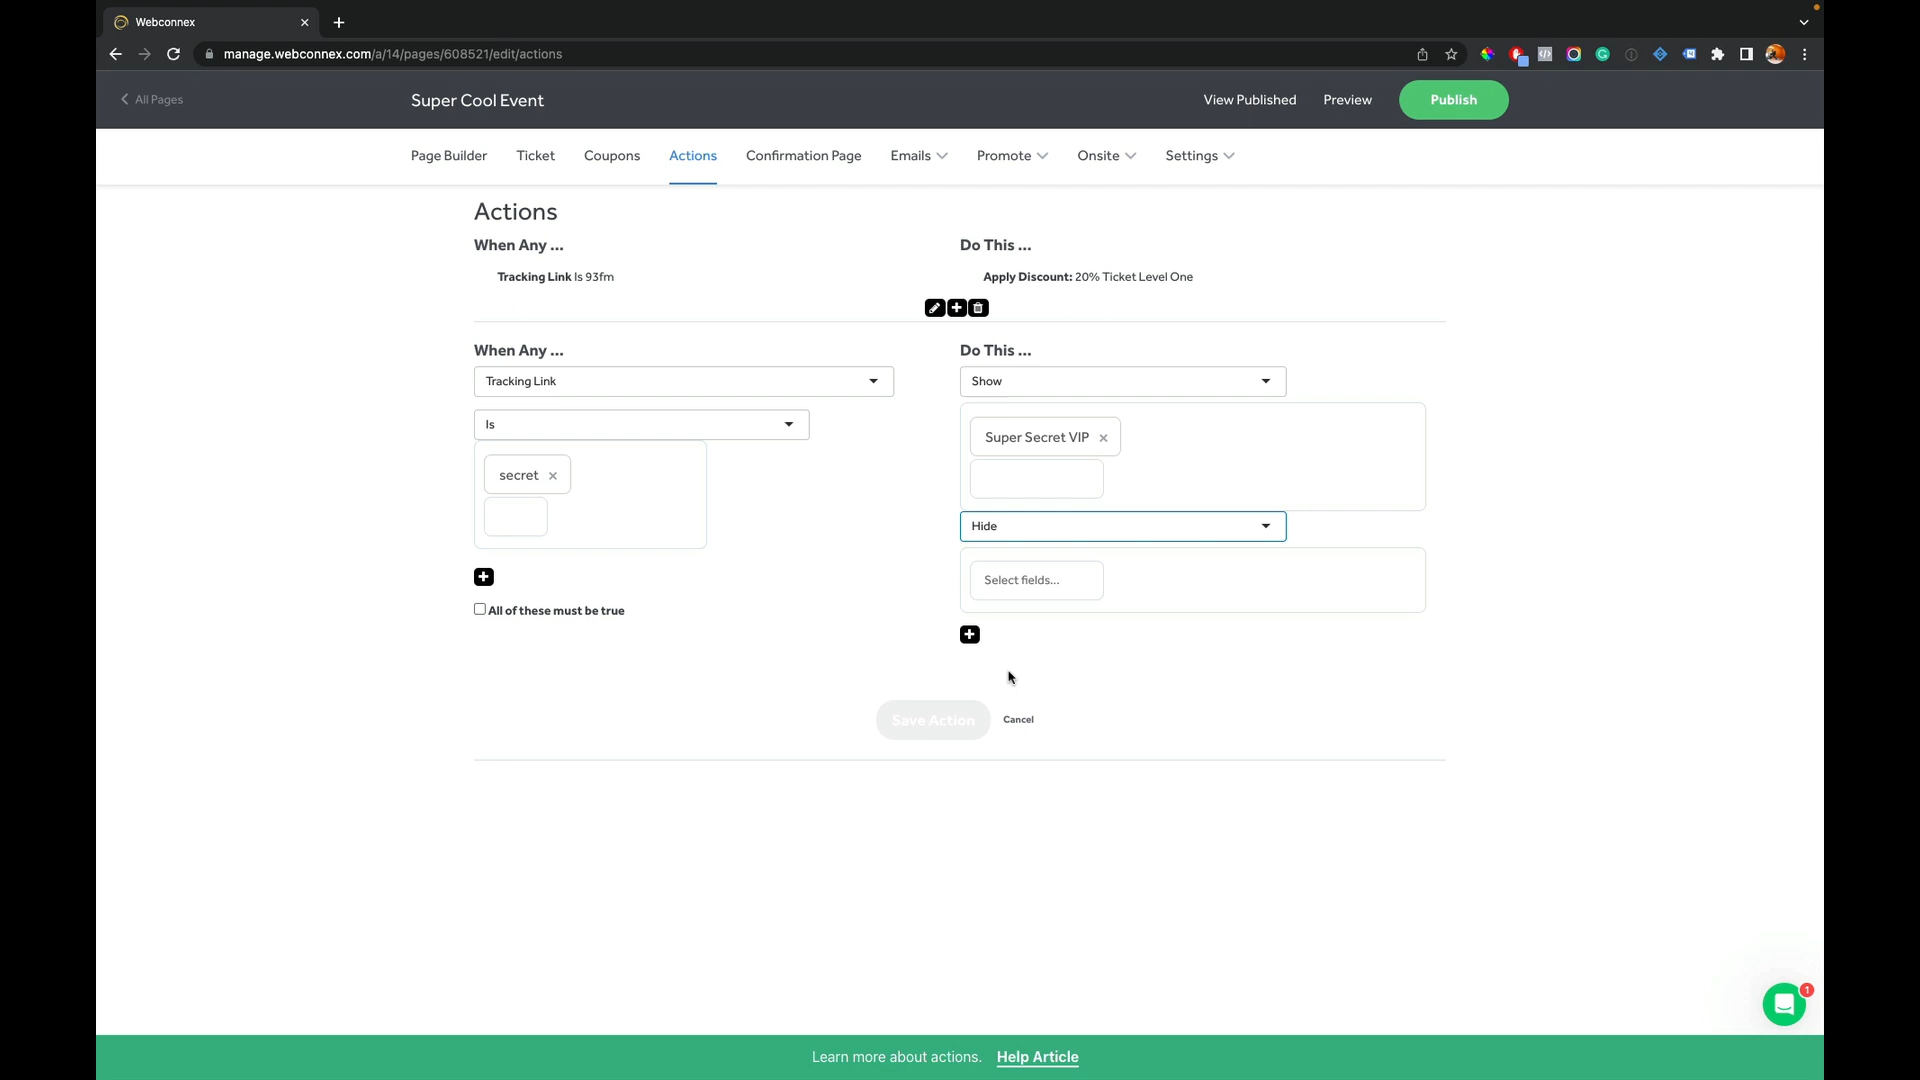 Webconnex
manage.webconnex.com/a/14/pages/608521/edit/actions
All Pages
Super Cool Event
View Published
Preview
Publish
Page Builder
Ticket
Coupons
Actions
Confirmation Page
Emails
Promote
Onsite
Settings
Actions
When Any ...
Do This ...
Tracking Link Is 93fm
Apply Discount: 20% Ticket Level One
When Any ...
Do This ...
Tracking Link
Show
Is
Super Secret VIP
secret
Hide
Select fields...
All of these must be true
Save Action
Cancel
1
Learn more about actions. Help Article